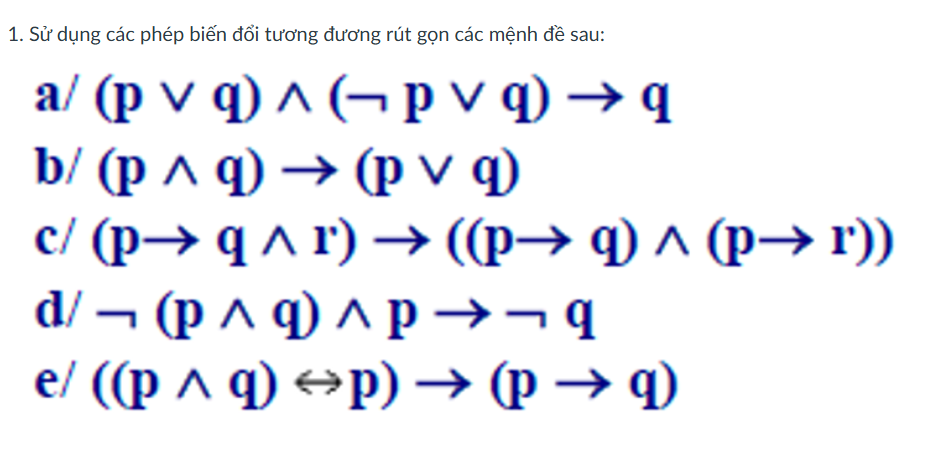 1. Sử dụng các phép biến đổi tương đương rút gọn các mệnh đề sau:
a/ (p ∨ q) ∧ (¬ p ∨ q) → q
b/ (p ∧ q) → (p ∨ q)
c/ (p→ q ∧ r) → ((p→ q) ∧ (p→ r))
d/ ¬ (p ∧ q) ∧ p → ¬ q
e/ ((p ∧ q) ⇔p) → (p → q)